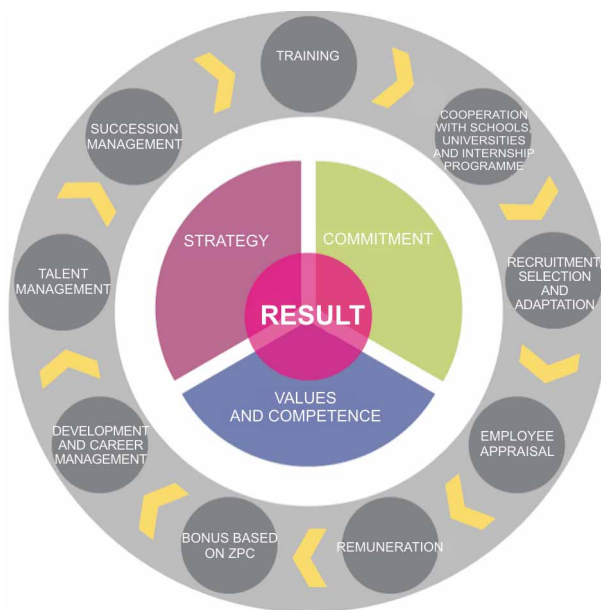 TRAINING
COOPERATION
WITH SCHOOLS,
UNIVERSITIES
AND INTERNSHIP
PROGRAMME
RECRUITMENT,
SELECTION
AND
ADAPTATION
EMPLOYEE
APPRAISAL
REMUNERATION
BONUS BASED
ON ZPC
DEVELOPMENT
AND CAREER
MANAGEMENT
TALENT
MANAGEMENT
SUCCESSION
MANAGEMENT
STRATEGY
COMMITMENT
RESULT
VALUES
AND COMPETENCE